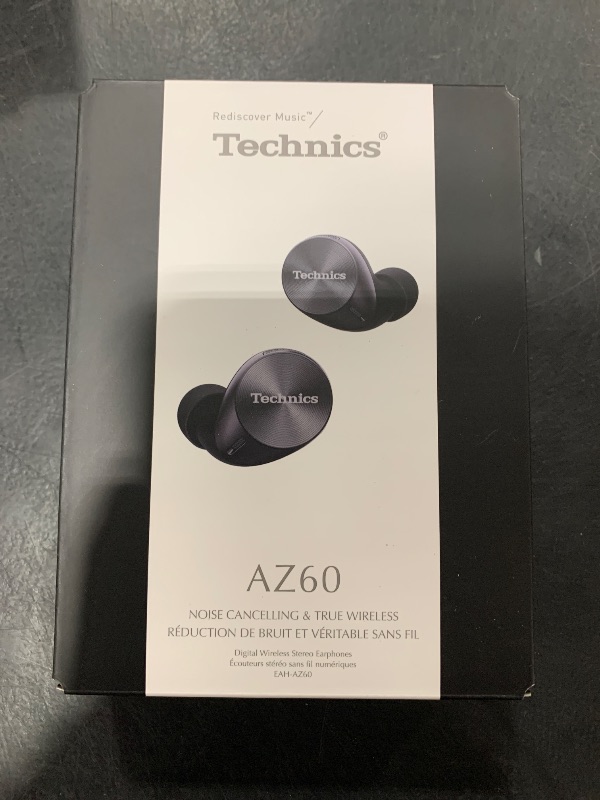 Rediscover Music™/
Technics®
Technics
Technics
AZ60
NOISE CANCELLING & TRUE WIRELESS
RÉDUCTION DE BRUIT ET VÉRITABLE SANS FIL
Digital Wireless Stereo Earphones
Écouteurs stéréo sans fil numériques
EAH-AZ60